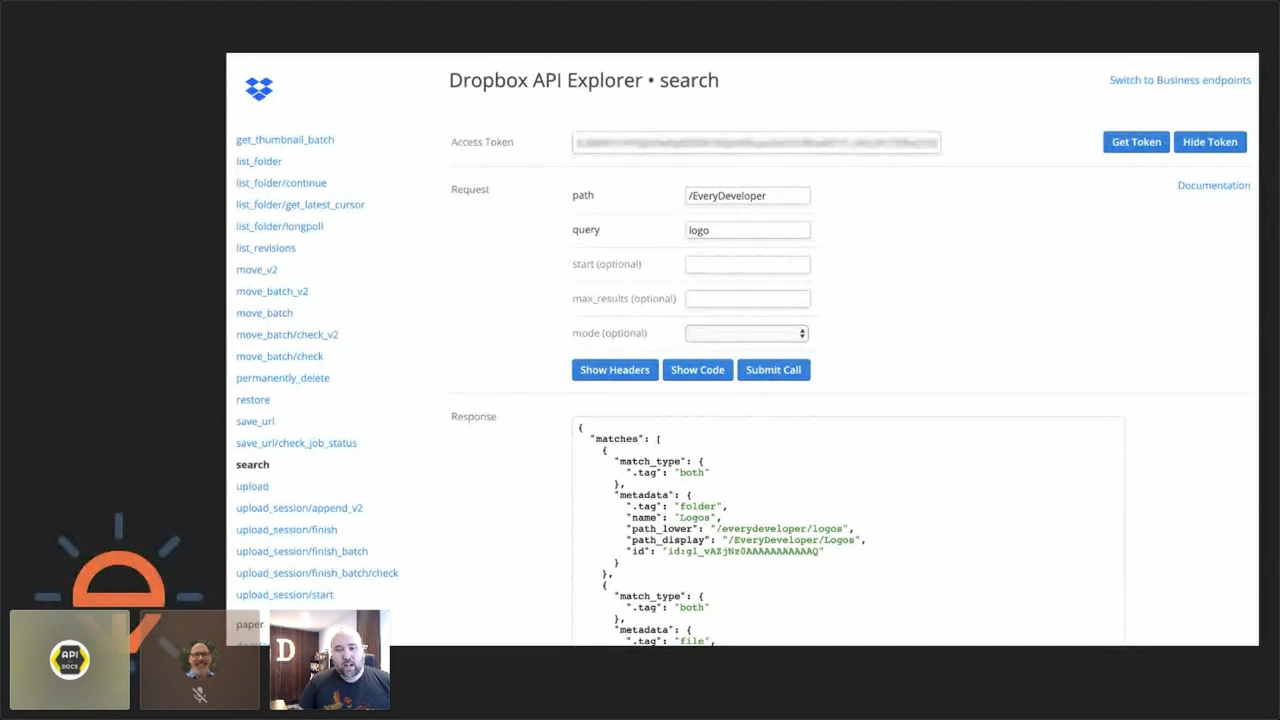 Dropbox API Explorer • search
Switch to Business endpoints
get_thumbnail_batch
list_folder
list_folder/continue
list_folder/get_latest_cursor
list_folder/longpoll
list_revisions
move_v2
move_batch_v2
move_batch
move_batch/check_v2
move_batch/check
permanently_delete
restore
save_url
save_url/check_job_status
search
upload
upload_session/append_v2
upload_session/finish
upload_session/finish_batch
upload_session/finish_batch/check
upload_session/start
paper
Access Token
Get Token
Hide Token
Request
Documentation
path
/EveryDeveloper
query
logo
start (optional)
max_results (optional)
mode (optional)
Show Headers
Show Code
Submit Call
Response
{
"matches": [
{
"match_type": {
".tag": "both"
},
"metadata": {
".tag": "folder",
"name": "Logos",
"path_lower": "/everydeveloper/logos",
"path_display": "/EveryDeveloper/Logos",
"id": "id:gl_vAZjNz0AAAAAAAAAAAQ"
}
},
{
"match_type": {
".tag": "both"
},
"metadata": {
".tag": "file",
API
DOCS
D